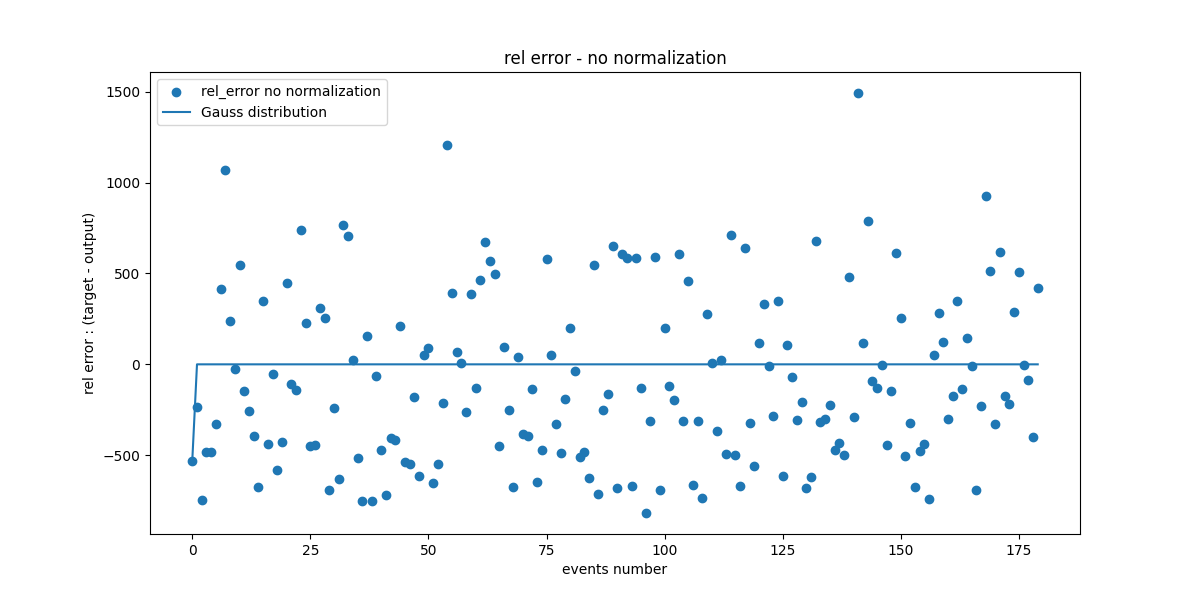 rel error - no normalization
rel_error no normalization
Gauss distribution
1500
1000
500
0
−500
rel error : (target - output)
0 25 50 75 100 125 150 175
events number